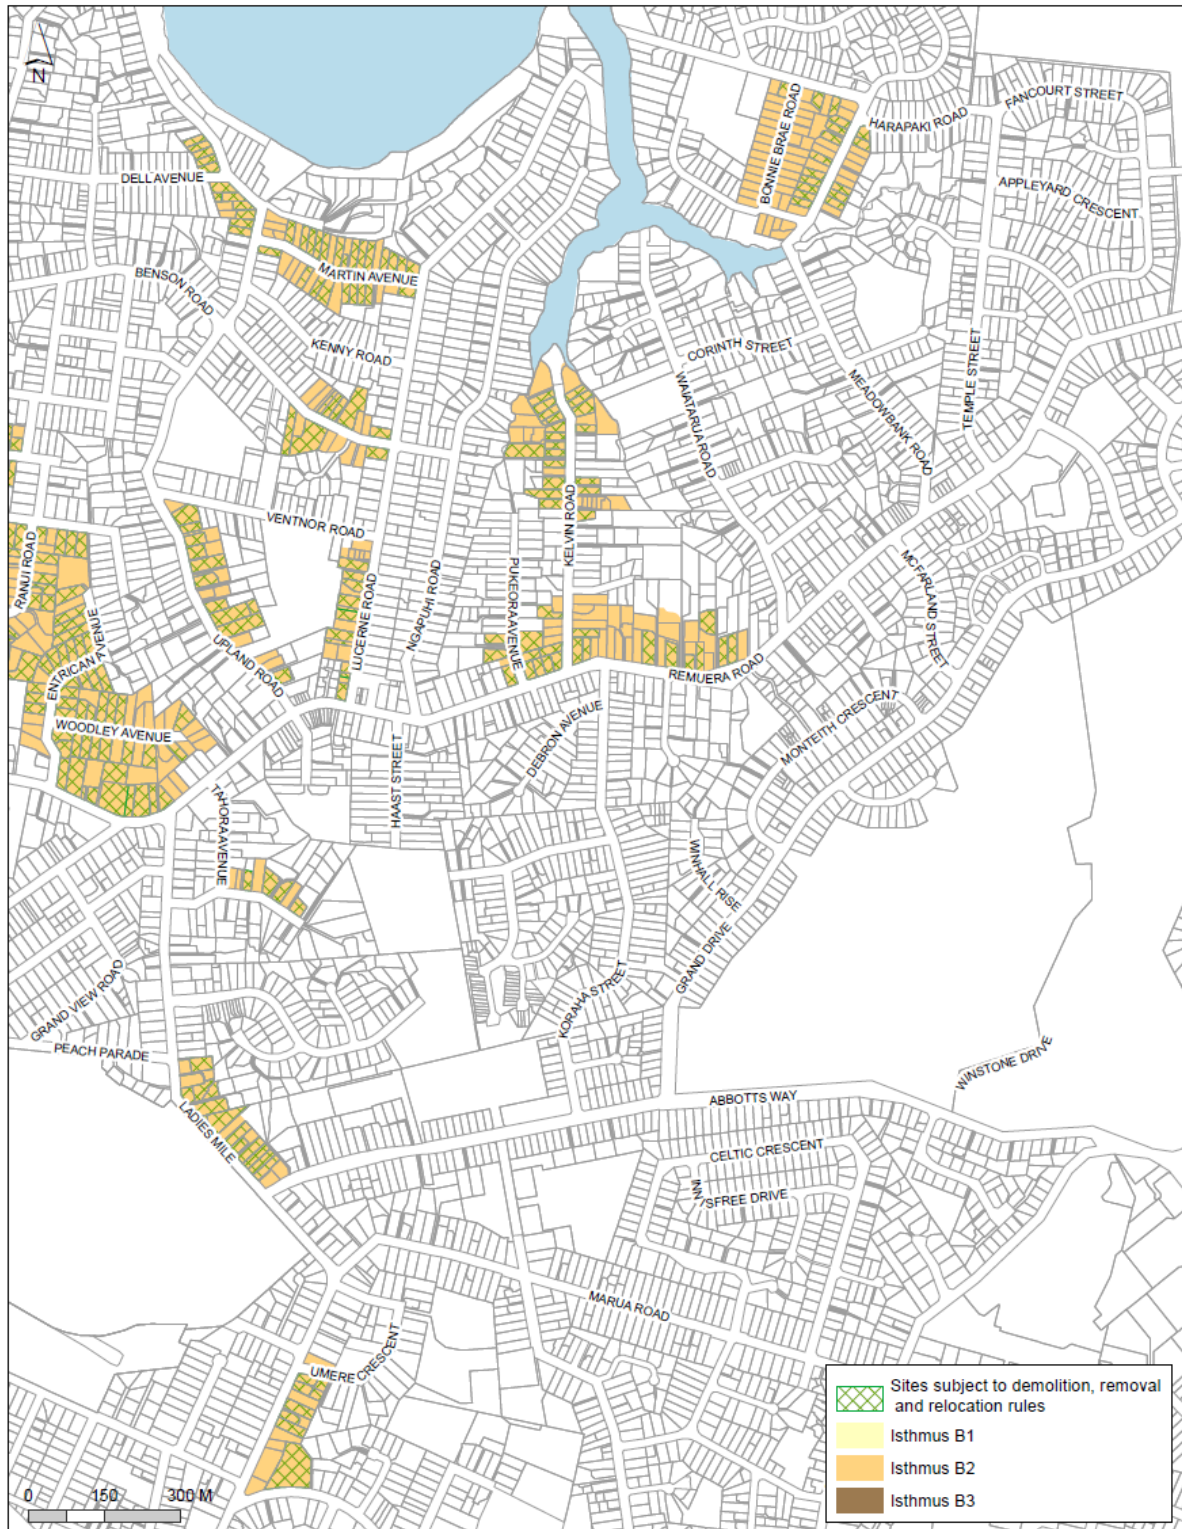 N
FANCOURT STREET
HARAPAKI ROAD
BONNIE BRAE ROAD
DELL AVENUE
APPLEYARD CRESCENT
MARTIN AVENUE
BENSON ROAD
KENNY ROAD
CORINTH STREET
WAIATARUA ROAD
MEADOWBANK ROAD
TEMPLE STREET
VENTNOR ROAD
KELVIN ROAD
RANUI ROAD
PUKEORA AVENUE
NGAPUHI ROAD
LUCERNE ROAD
MCFARLAND STREET
ENTRICAN AVENUE
UPLAND ROAD
REMUERA ROAD
WOODLEY AVENUE
MONTEITH CRESCENT
DEBRON AVENUE
HAAST STREET
TAHORA AVENUE
WINHALL RISE
GRAND DRIVE
GRAND VIEW ROAD
KORAHA STREET
PEACH PARADE
WINSTONE DRIVE
ABBOTTS WAY
LADIES MILE
CELTIC CRESCENT
INN
SFREE DRIVE
MARUA ROAD
UMERE CRESCENT
Sites subject to demolition, removal
and relocation rules
Isthmus B1
Isthmus B2
Isthmus B3
0 150 300 M